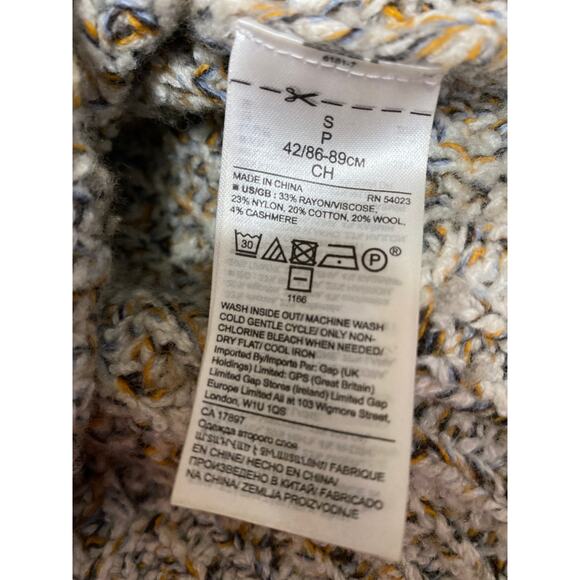 S
P
42/86-89CM
CH
MADE IN CHINA RN 54023
■ US/GB : 33% RAYON/VISCOSE,
23% NYLON, 20% COTTON, 20% WOOL,
4% CASHMERE
30 P ®
1166
WASH INSIDE OUT/ MACHINE WASH
COLD GENTLE CYCLE/ ONLY NON-
CHLORINE BLEACH WHEN NEEDED/
DRY FLAT/ COOL IRON
Imported By/Importé Par: Gap (UK
Holdings) Limited: GPS (Great Britain)
Limited Gap Stores (Ireland) Limited Gap
Europe Limited All at 103 Wigmore Street,
London, W1U 1QS
CA 17897
Одежда второго слоя
FABRIQUE
EN CHINE/ HECHO EN CHINA/
ПРОИЗВЕДЕНО В КИТАЙ/ FABRICADO
NA CHINA/ ZEMLJA PROIZVODNJE